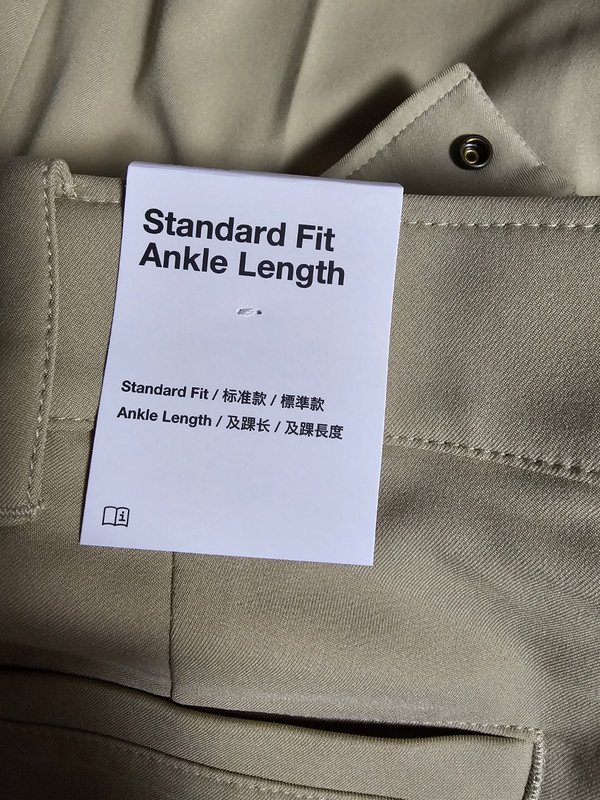 Standard Fit
Ankle Length
Standard Fit / 标准款 / 標準款
Ankle Length / 及踝长 / 及踝長度